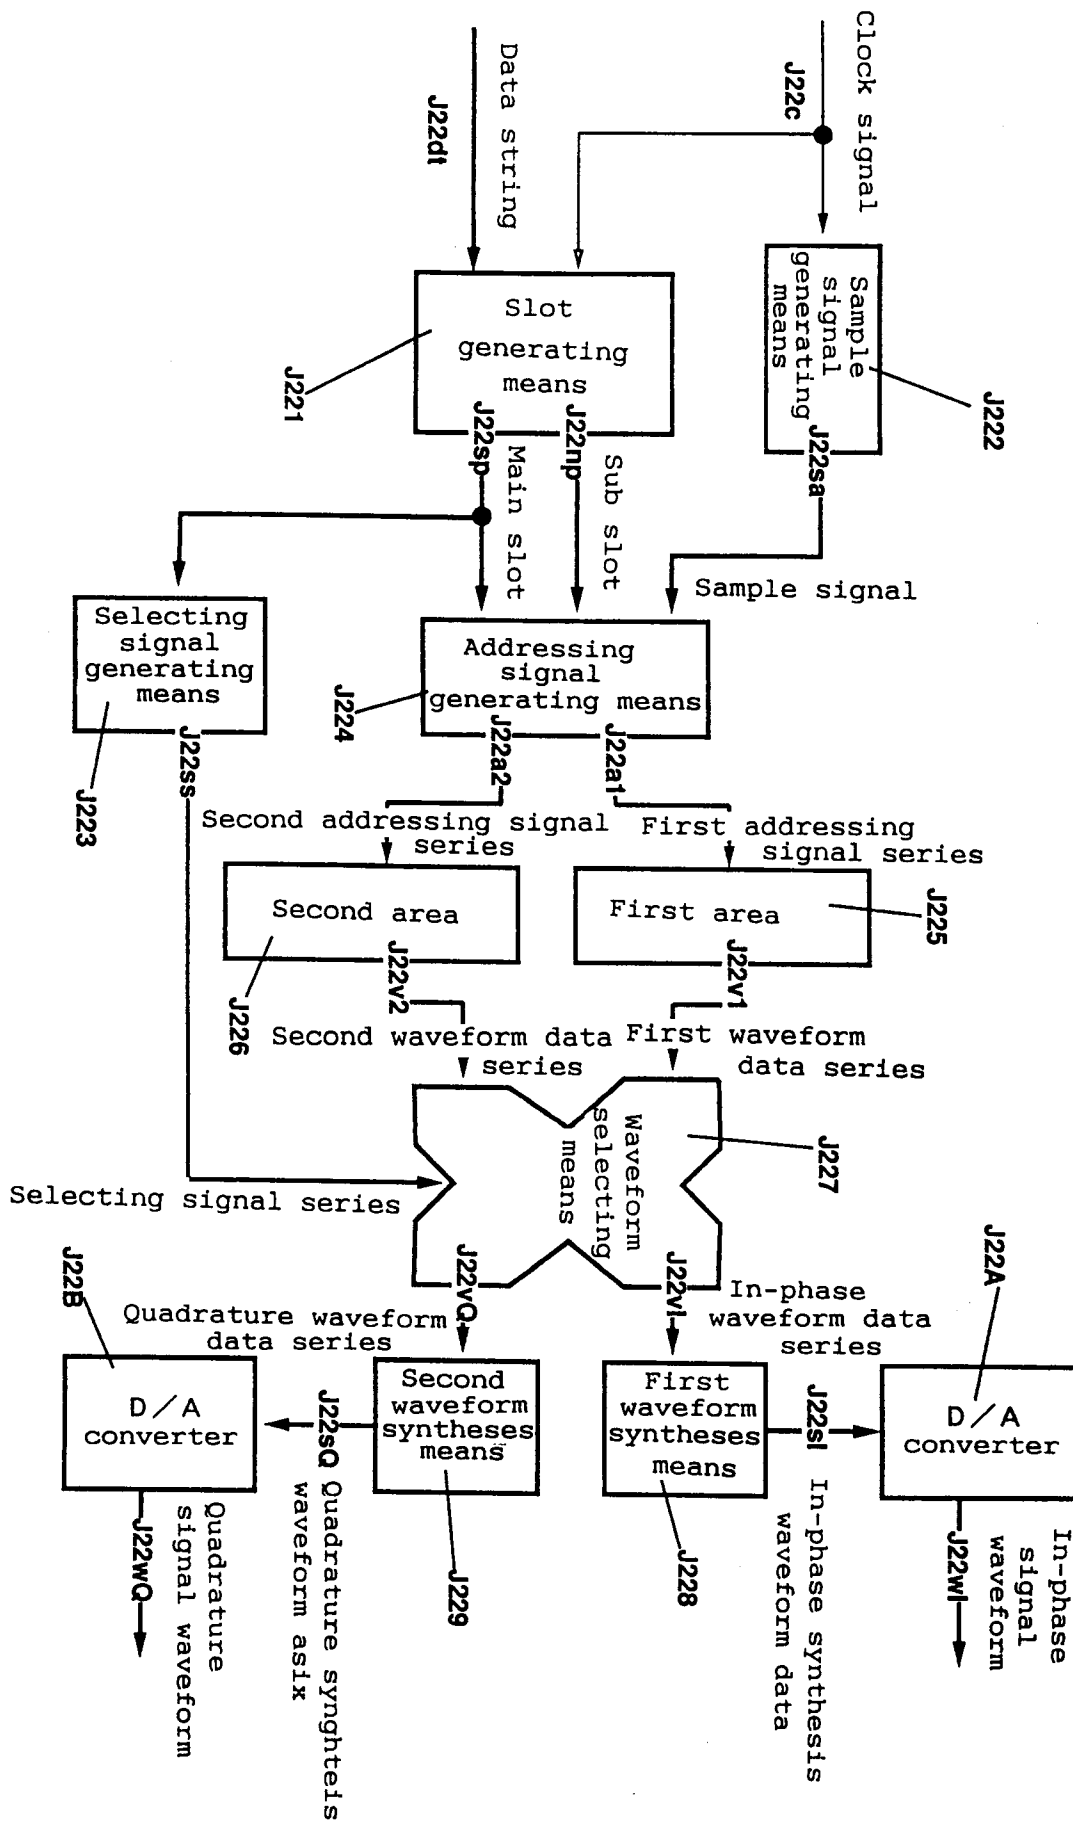 Clock signal
J22c
Data string
J22dt
Sample
signal
generating
means
J222
J22sa
Slot
generating
means
J221
J22sp
J22np
Main slot
Sub slot
Sample signal
Selecting
signal
generating
means
J223
J22ss
Addressing
signal
generating means
J224
J22a2
J22a1
Second addressing signal
series
First addressing
signal series
Second area
J226
J22v2
First area
J225
J22v1
Second waveform data
series
First waveform
data series
Waveform
selecting
means
J227
Selecting signal series
J22vQ
J22vI
Quadrature waveform
data series
In-phase
waveform data
series
J22B
D/A
converter
J22sQ
Second
waveform
syntheses
means
J229
First
waveform
syntheses
means
J228
J22sI
J22A
D/A
converter
Quadrature synghteis
waveform asix
In-phase synthesis
waveform data
J22wQ
Quadrature
signal waveform
J22wI
In-phase
signal
waveform